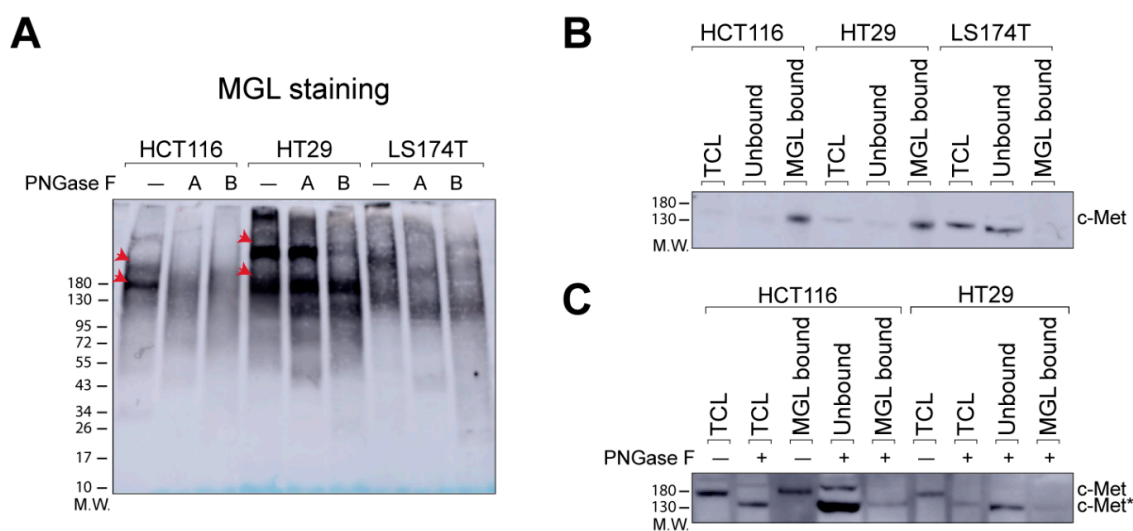 A
MGL staining
HCT116 HT29 LS174T
PNGase F — A B — A B — A B
180
130
95
72
55
43
34
26
17
10
M.W.
B
HCT116 HT29 LS174T
TCL Unbound MGL bound TCL Unbound MGL bound TCL Unbound MGL bound
180
130 c-Met
M.W.
C
HCT116 HT29
TCL TCL MGL bound Unbound MGL bound TCL TCL Unbound MGL bound
PNGase F — + — + + — + + +
180 c-Met
130 c-Met*
M.W.